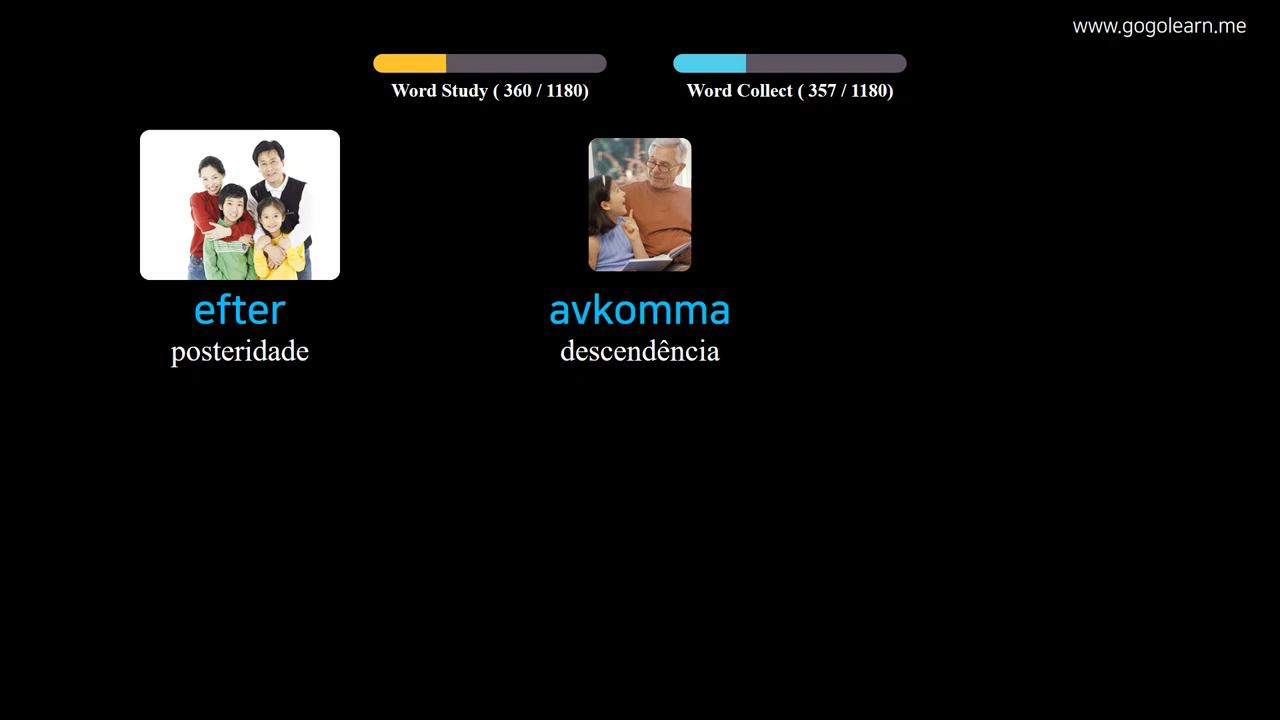 www.gogolearn.me
Word Study ( 360 / 1180)
Word Collect ( 357 / 1180)
efter
posteridade
avkomma
descendência